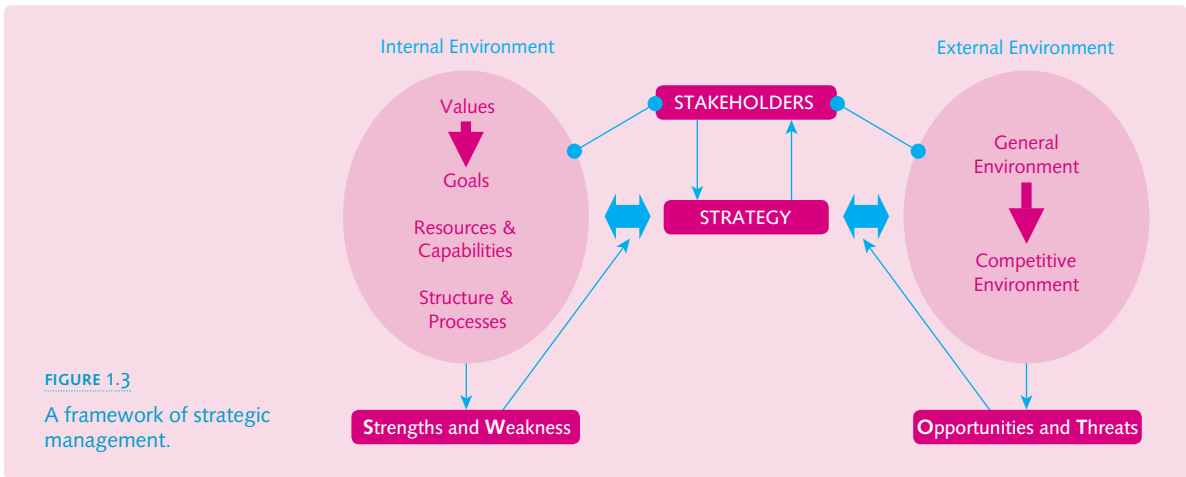 Internal Environment
External Environment
Values
Goals
Resources &
Capabilities
Structure &
Processes
STAKEHOLDERS
STRATEGY
General
Environment
Competitive
Environment
FIGURE 1.3
A framework of strategic
management.
Strengths and Weakness
Opportunities and Threats